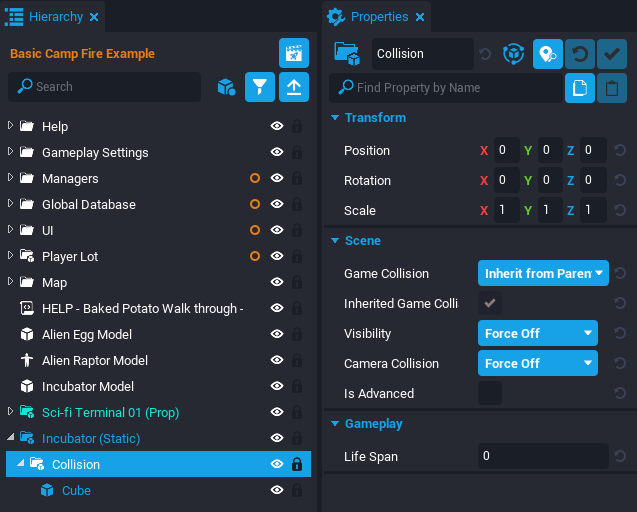 Hierarchy
Basic Camp Fire Example
Search
Help
Gameplay Settings
Managers
Global Database
UI
Player Lot
Map
HELP - Baked Potato Walk through -
Alien Egg Model
Alien Raptor Model
Incubator Model
Sci-fi Terminal 01 (Prop)
Incubator (Static)
Collision
Cube
Properties
Collision
Find Property by Name
Transform
Position X 0 Y 0 Z 0
Rotation X 0 Y 0 Z 0
Scale X 1 Y 1 Z 1
Scene
Game Collision Inherit from Paren
Inherited Game Colli
Visibility Force Off
Camera Collision Force Off
Is Advanced
Gameplay
Life Span 0